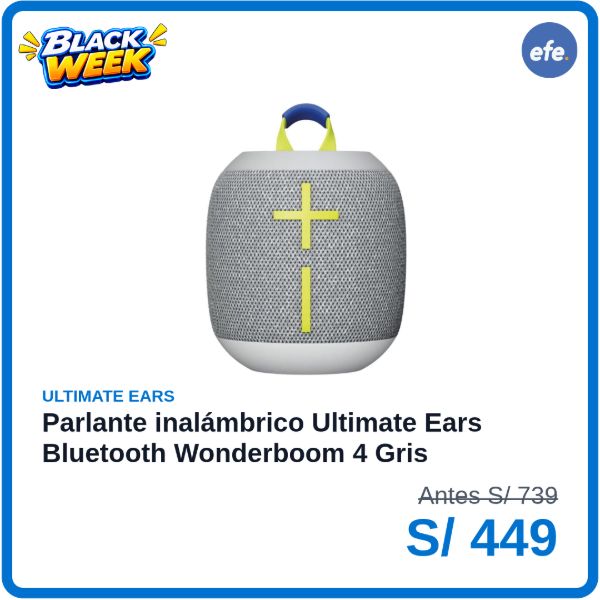 BLACK
WEEK
efe.
ULTIMATE EARS
Parlante inalámbrico Ultimate Ears
Bluetooth Wonderboom 4 Gris
Antes S/ 739
S/ 449